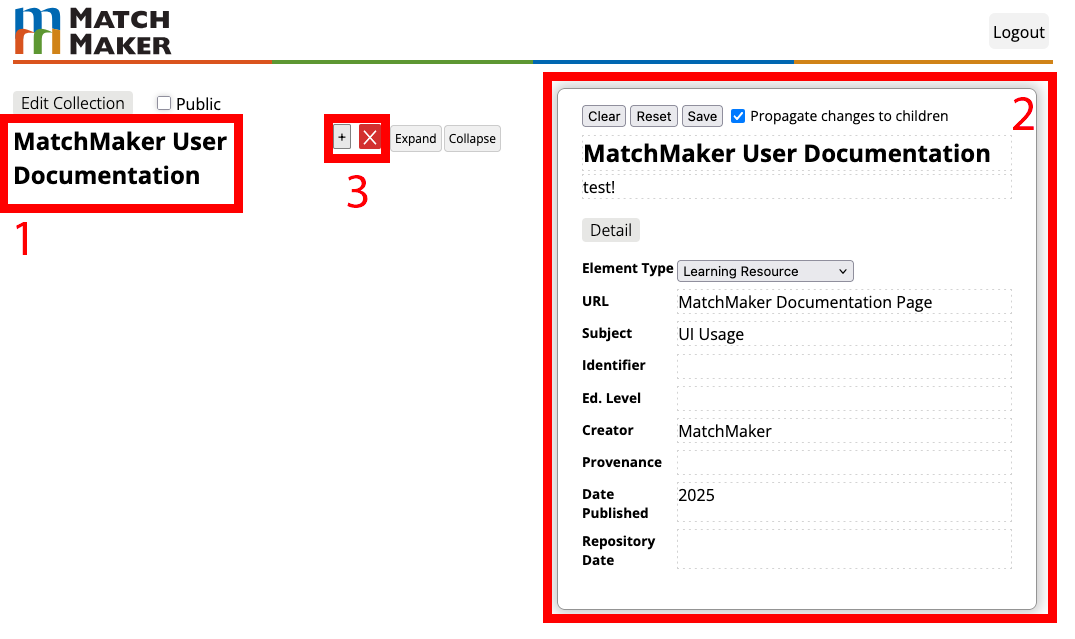 MATCH
MAKER
Logout
Edit Collection
Public
MatchMaker User
Documentation
1
+
X
Expand
Collapse
3
2
Clear
Reset
Save
Propagate changes to children
MatchMaker User Documentation
test!
Detail
Element Type
Learning Resource
URL
MatchMaker Documentation Page
Subject
UI Usage
Identifier
Ed. Level
Creator
MatchMaker
Provenance
Date
Published
2025
Repository
Date